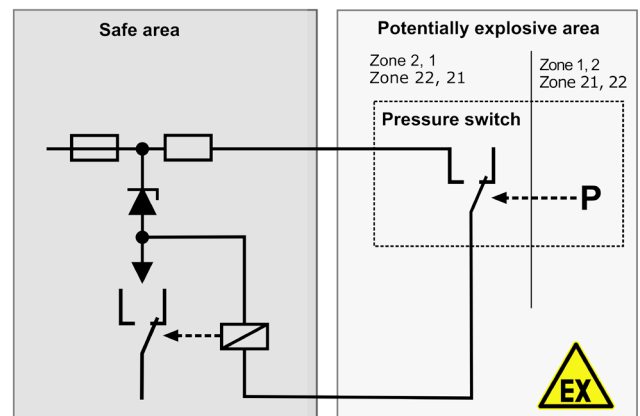 Safe area
Potentially explosive area
Zone 2, 1
Zone 22, 21
Zone 1, 2
Zone 21, 22
Pressure switch
P
EX